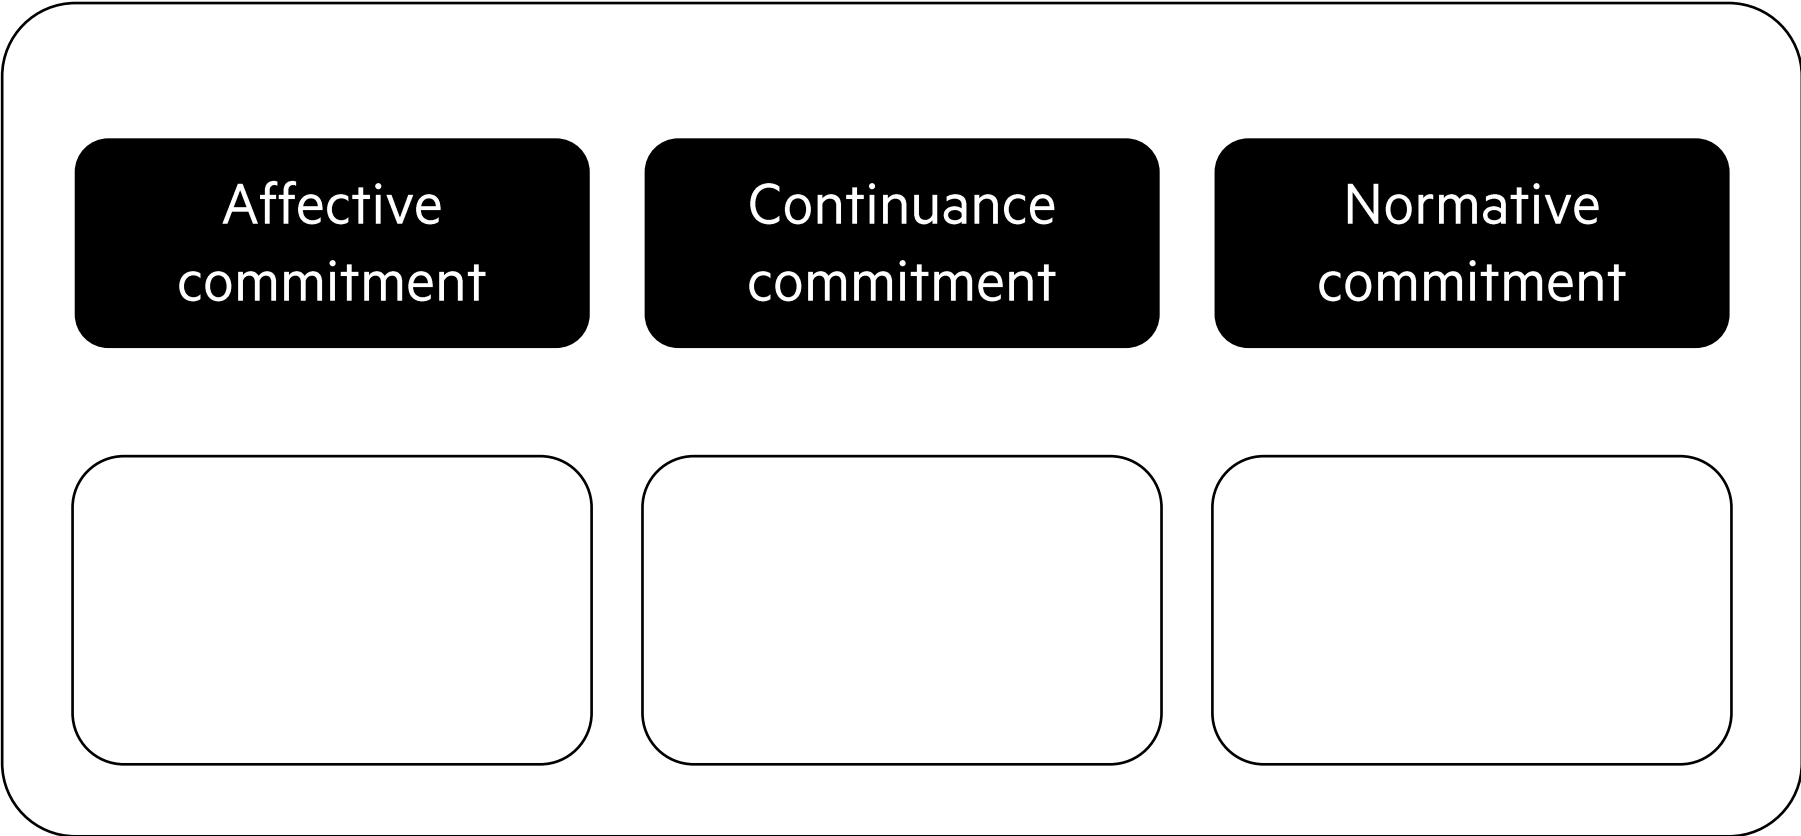 Affective
commitment
Continuance
commitment
Normative
commitment